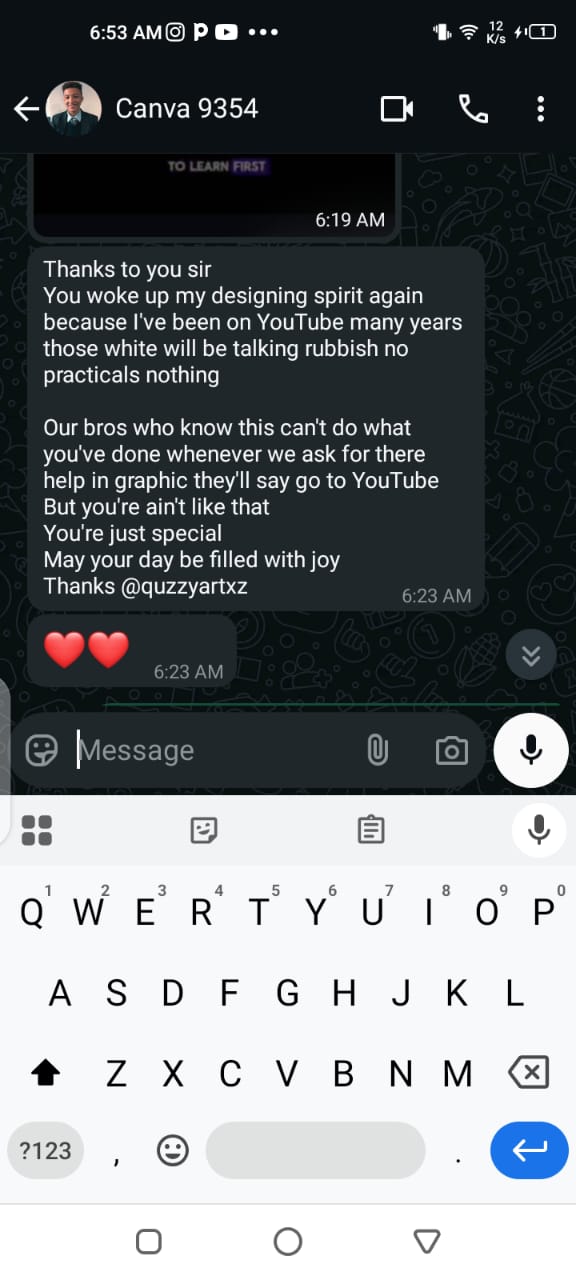 6:53 AM
12
K/s
1
Canva 9354
TO LEARN FIRST
6:19 AM
Thanks to you sir
You woke up my designing spirit again
because I've been on YouTube many years
those white will be talking rubbish no
practicals nothing
Our bros who know this can't do what
you've done whenever we ask for there
help in graphic they'll say go to YouTube
But you're ain't like that
You're just special
May your day be filled with joy
Thanks @quzzyartxz
6:23 AM
6:23 AM
Message
1 2 3 4 5 6 7 8 9 0
Q W E R T Y U I O P
A S D F G H J K L
Z X C V B N M
?123 , .